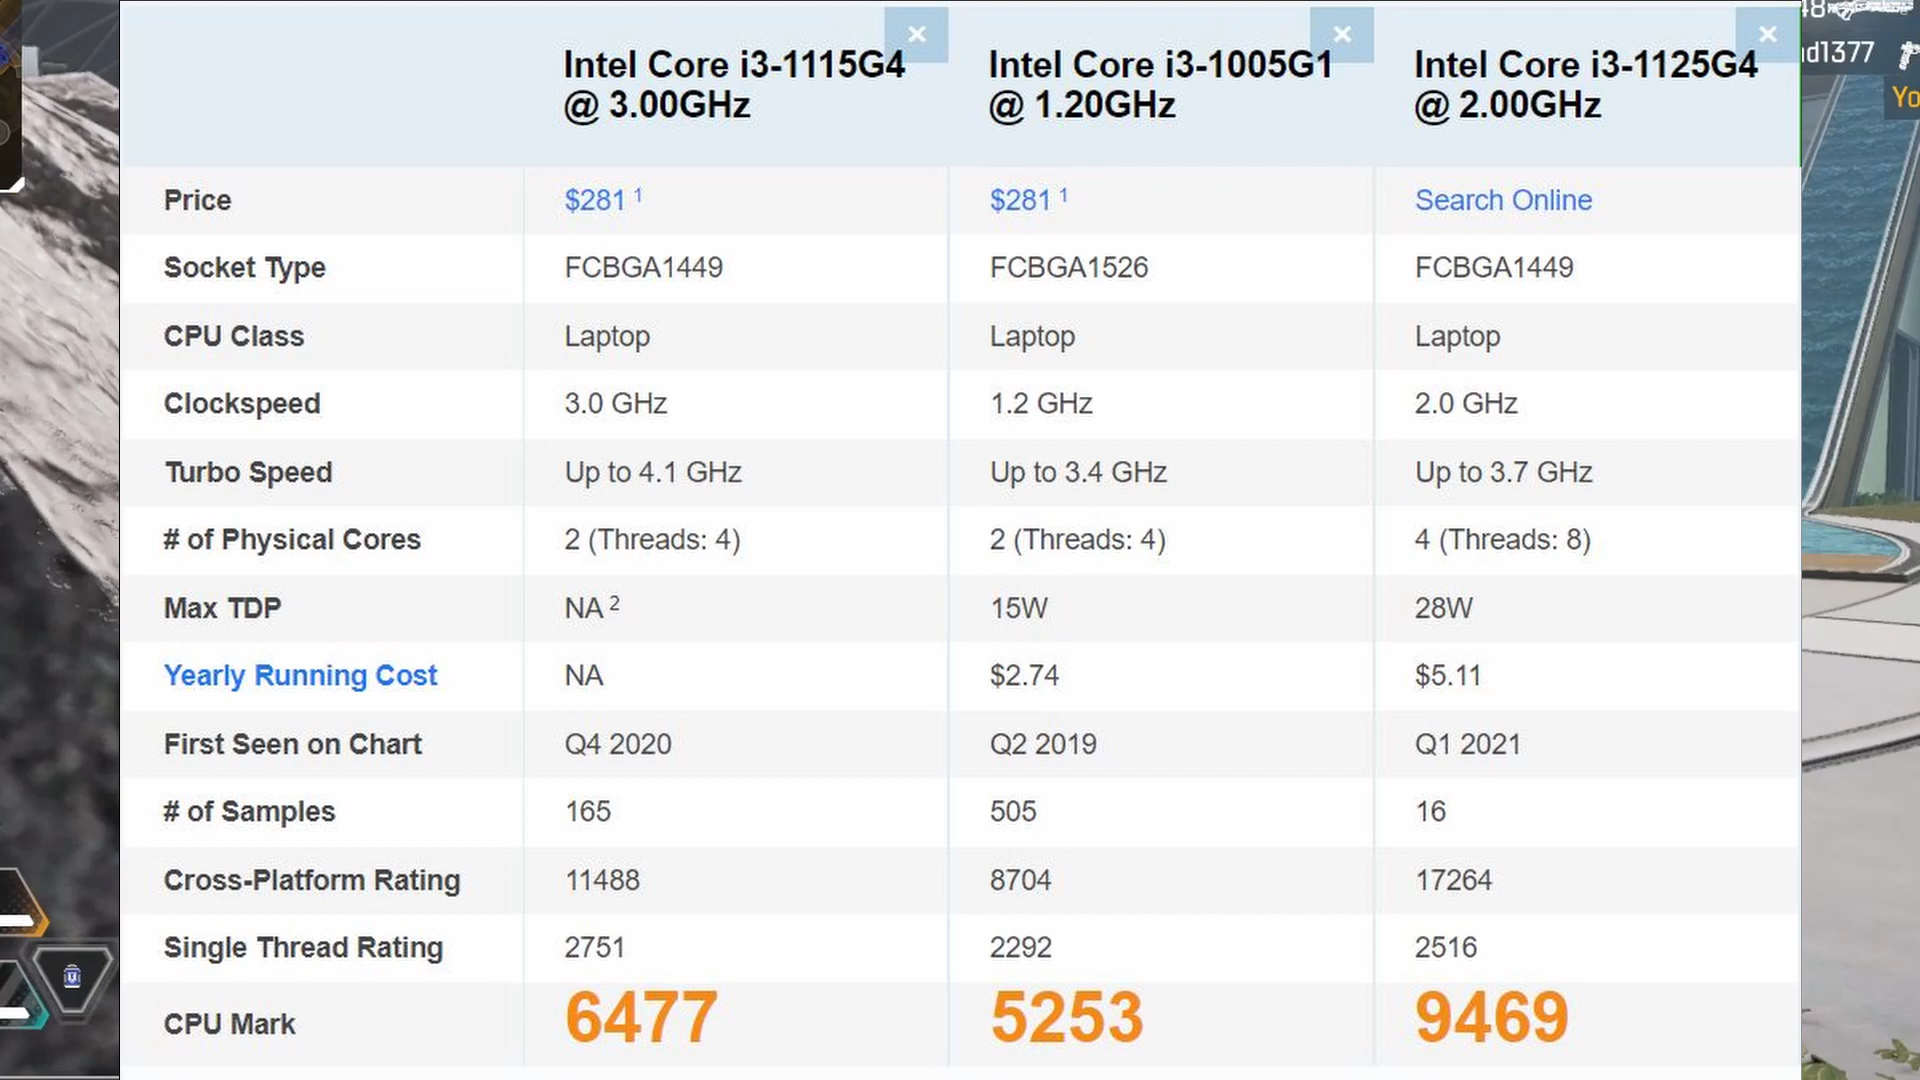 Intel Core i3-1115G4
@ 3.00GHz
Intel Core i3-1005G1
@ 1.20GHz
Intel Core i3-1125G4
@ 2.00GHz
Price $281 1 $281 1 Search Online
Socket Type FCBGA1449 FCBGA1526 FCBGA1449
CPU Class Laptop Laptop Laptop
Clockspeed 3.0 GHz 1.2 GHz 2.0 GHz
Turbo Speed Up to 4.1 GHz Up to 3.4 GHz Up to 3.7 GHz
# of Physical Cores 2 (Threads: 4) 2 (Threads: 4) 4 (Threads: 8)
Max TDP NA 2 15W 28W
Yearly Running Cost NA $2.74 $5.11
First Seen on Chart Q4 2020 Q2 2019 Q1 2021
# of Samples 165 505 16
Cross-Platform Rating 11488 8704 17264
Single Thread Rating 2751 2292 2516
CPU Mark 6477 5253 9469
d1377
Yo